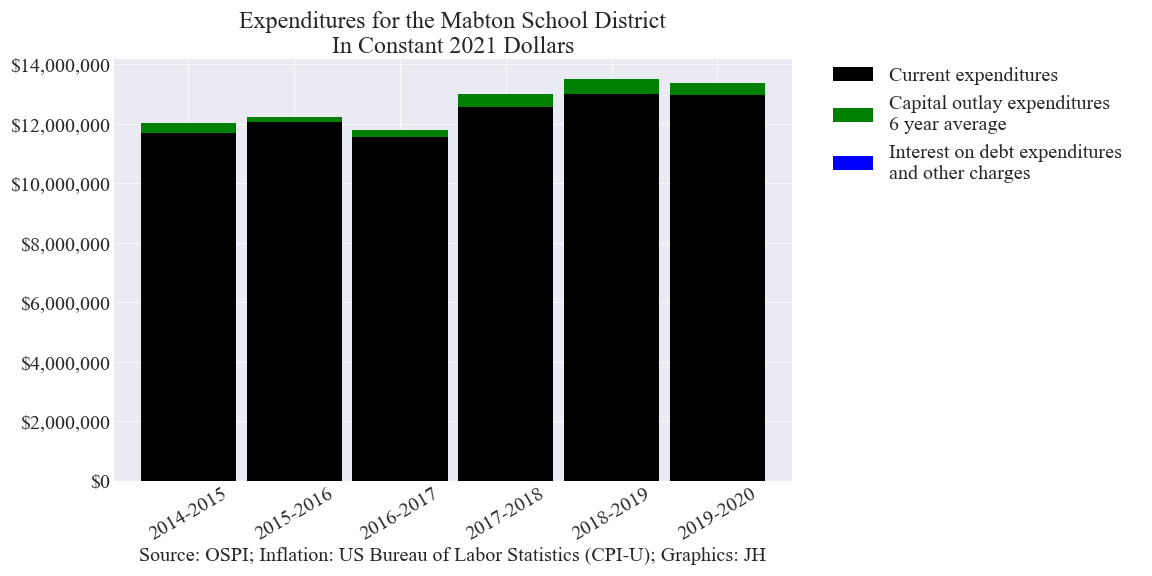 Expenditures for the Mabton School District
In Constant 2021 Dollars
$14,000,000
$12,000,000
$10,000,000
$8,000,000
$6,000,000
$4,000,000
$2,000,000
$0
2014-2015
2015-2016
2016-2017
2017-2018
2018-2019
2019-2020
Source: OSPI; Inflation: US Bureau of Labor Statistics (CPI-U); Graphics: JH
Current expenditures
Capital outlay expenditures
6 year average
Interest on debt expenditures
and other charges